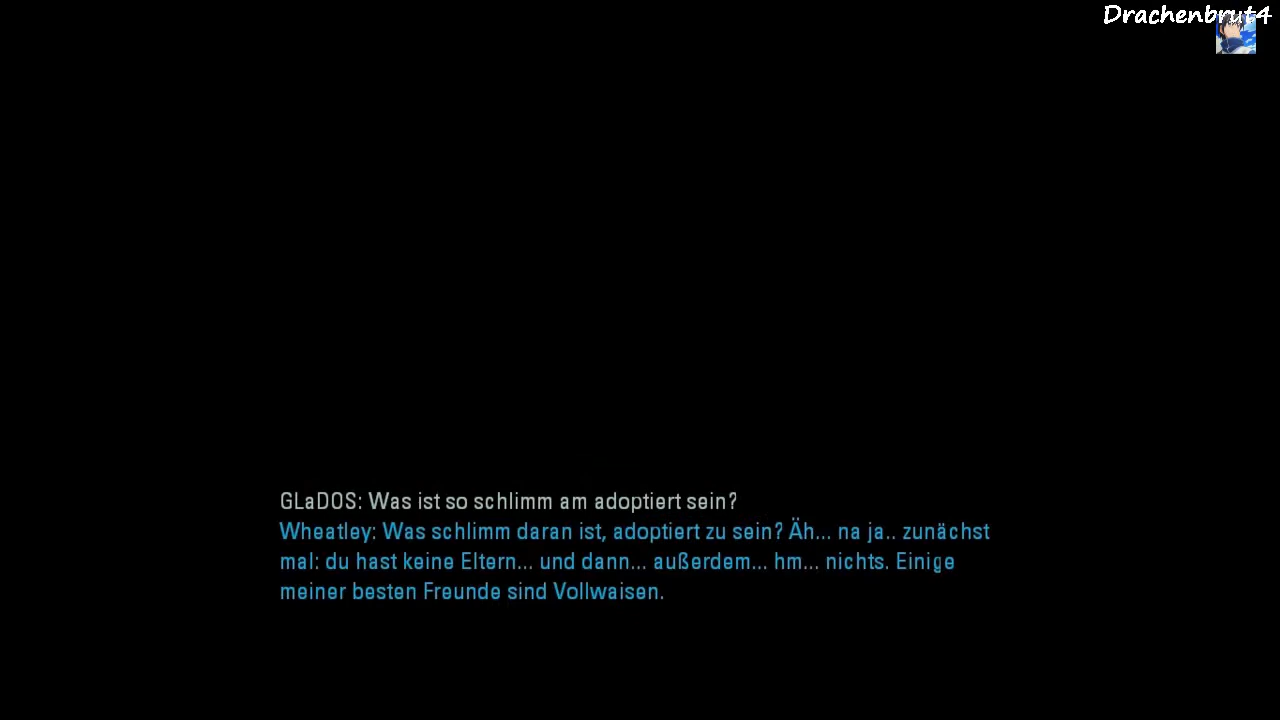 Drachenbrut4
GLaDOS: Was ist so schlimm am adoptiert sein?
Wheatley: Was schlimm daran ist, adoptiert zu sein? Äh... na ja.. zunächst
mal: du hast keine Eltern... und dann... außerdem... hm... nichts. Einige
meiner besten Freunde sind Vollwaisen.